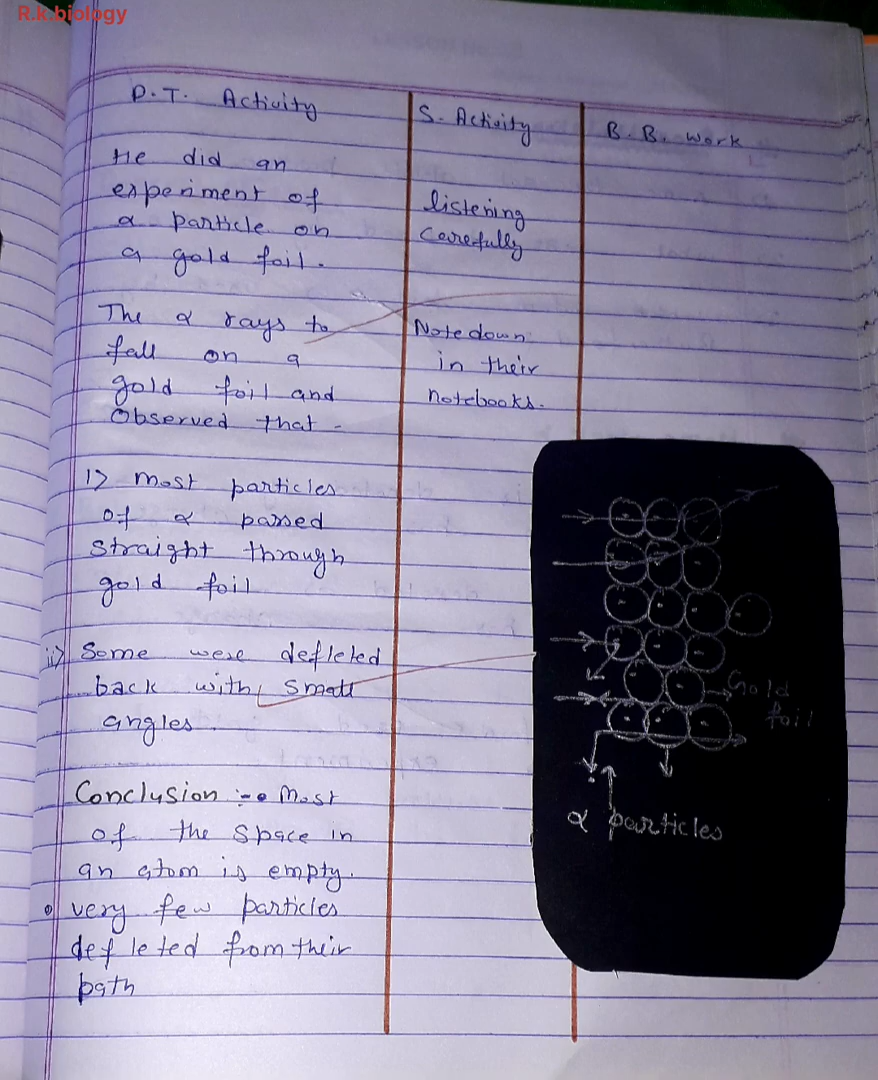 R.k.biology
P.T. Activity
S. Activity
B.B. work
He did an
experiment of
α particle on
a gold foil.
listening
carefully
The α rays to
fall on a
gold foil and
Observed that -
Note down
in their
notebooks.
1) most particles
of α parsed
straight through
gold foil
ii) Some were defleted
back with small
angles.
Conclusion :- • Most
of the space in
an atom is empty.
• very few particles
defleted from their
path
Gold
foil
α particles